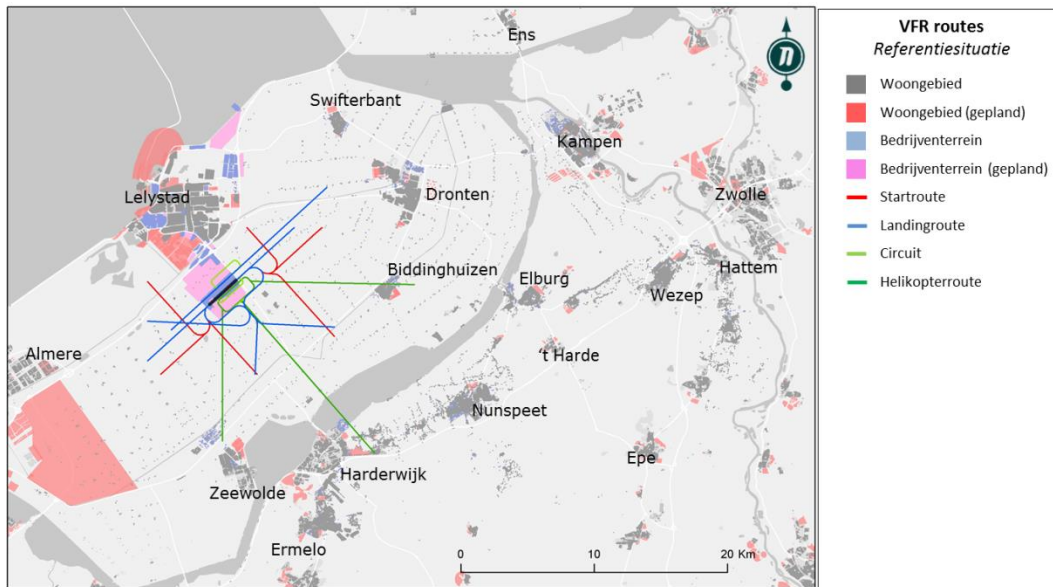 Ens
Swifterbant
Kampen
Lelystad
Dronten
Zwolle
Biddinghuizen
Elburg
Hattem
Wezep
Almere
't Harde
Nunspeet
Epe
Harderwijk
Zeewolde
Ermelo
0 10 20 Km
VFR routes
Referentiesituatie
Woongebied
Woongebied (gepland)
Bedrijventerrein
Bedrijventerrein (gepland)
Startroute
Landingroute
Circuit
Helikopterroute